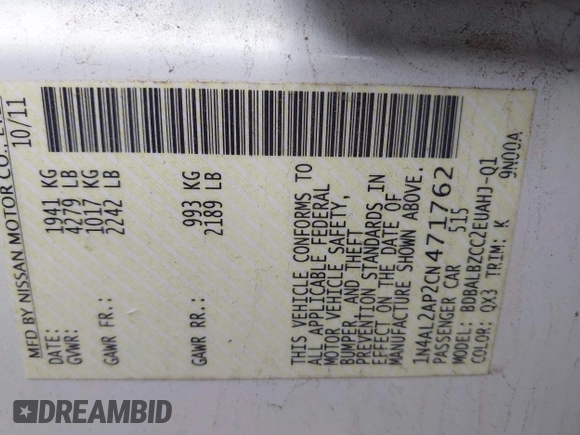 MFD BY NISSAN MOTOR CO.,
DATE: 10/11
GVWR: 1941 KG
4279 LB
GAWR FR.: 1017 KG
2242 LB
GAWR RR.: 993 KG
2189 LB
THIS VEHICLE CONFORMS TO
ALL APPLICABLE FEDERAL
MOTOR VEHICLE SAFETY,
BUMPER, AND THEFT
PREVENTION STANDARDS IN
EFFECT ON THE DATE OF
MANUFACTURE SHOWN ABOVE.
1N4AL2AP2CN471762
PASSENGER CAR 515
MODEL: BDBALBZCC2EUAHJ-Q1
COLOR: QX3 TRIM: K 9N00A
DREAMBID